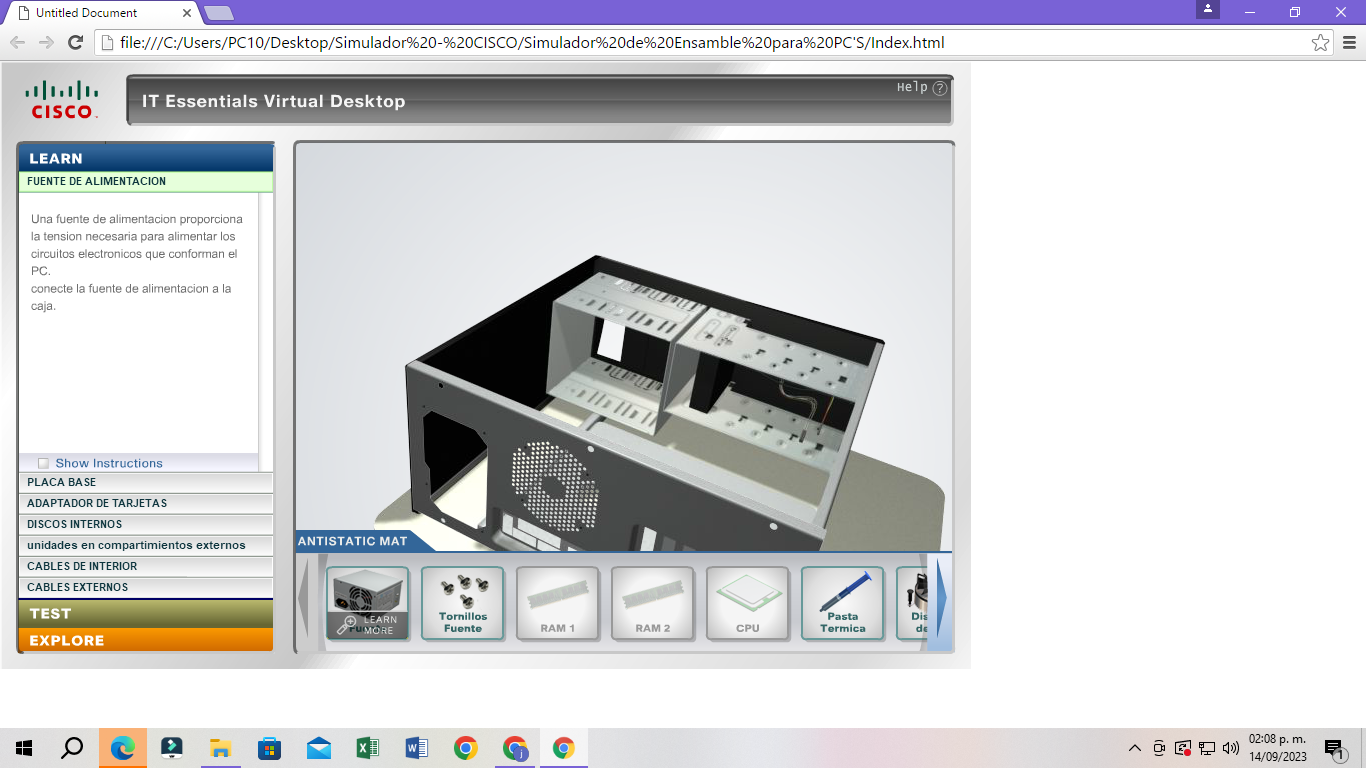 Untitled Document
file:///C:/Users/PC10/Desktop/Simulador%20-%20CISCO/Simulador%20de%20Ensamble%20para%20PC'S/Index.html
CISCO
IT Essentials Virtual Desktop
Help ?
LEARN
FUENTE DE ALIMENTACION
Una fuente de alimentacion proporciona
la tension necesaria para alimentar los
circuitos electronicos que conforman el
PC.
conecte la fuente de alimentacion a la
caja.
Show Instructions
PLACA BASE
ADAPTADOR DE TARJETAS
DISCOS INTERNOS
unidades en compartimientos externos
CABLES DE INTERIOR
CABLES EXTERNOS
TEST
EXPLORE
ANTISTATIC MAT
LEARN
MORE
Tornillos
Fuente
RAM 1
RAM 2
CPU
Pasta
Termica
Dis
de
02:08 p. m.
14/09/2023
1